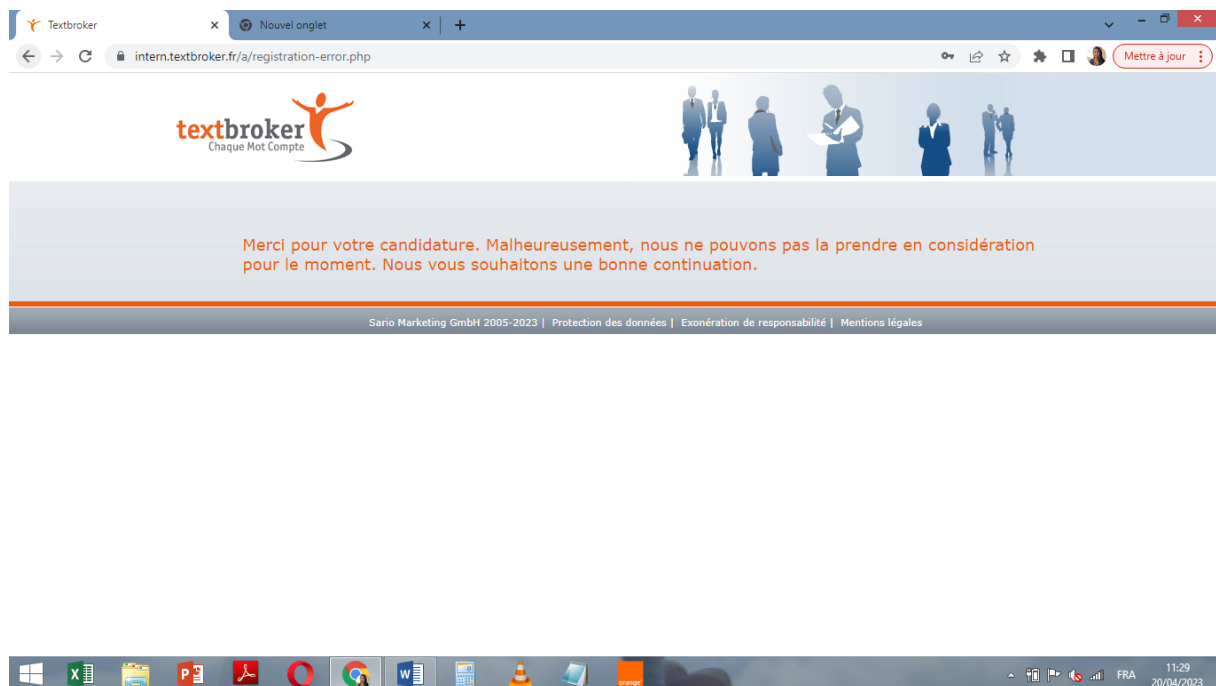 Textbroker
Nouvel onglet
intern.textbroker.fr/a/registration-error.php
Mettre à jour
textbroker
Chaque Mot Compte
Merci pour votre candidature. Malheureusement, nous ne pouvons pas la prendre en considération
pour le moment. Nous vous souhaitons une bonne continuation.
Sario Marketing GmbH 2005-2023 | Protection des données | Exonération de responsabilité | Mentions légales
orange
FRA
11:29
20/04/2023